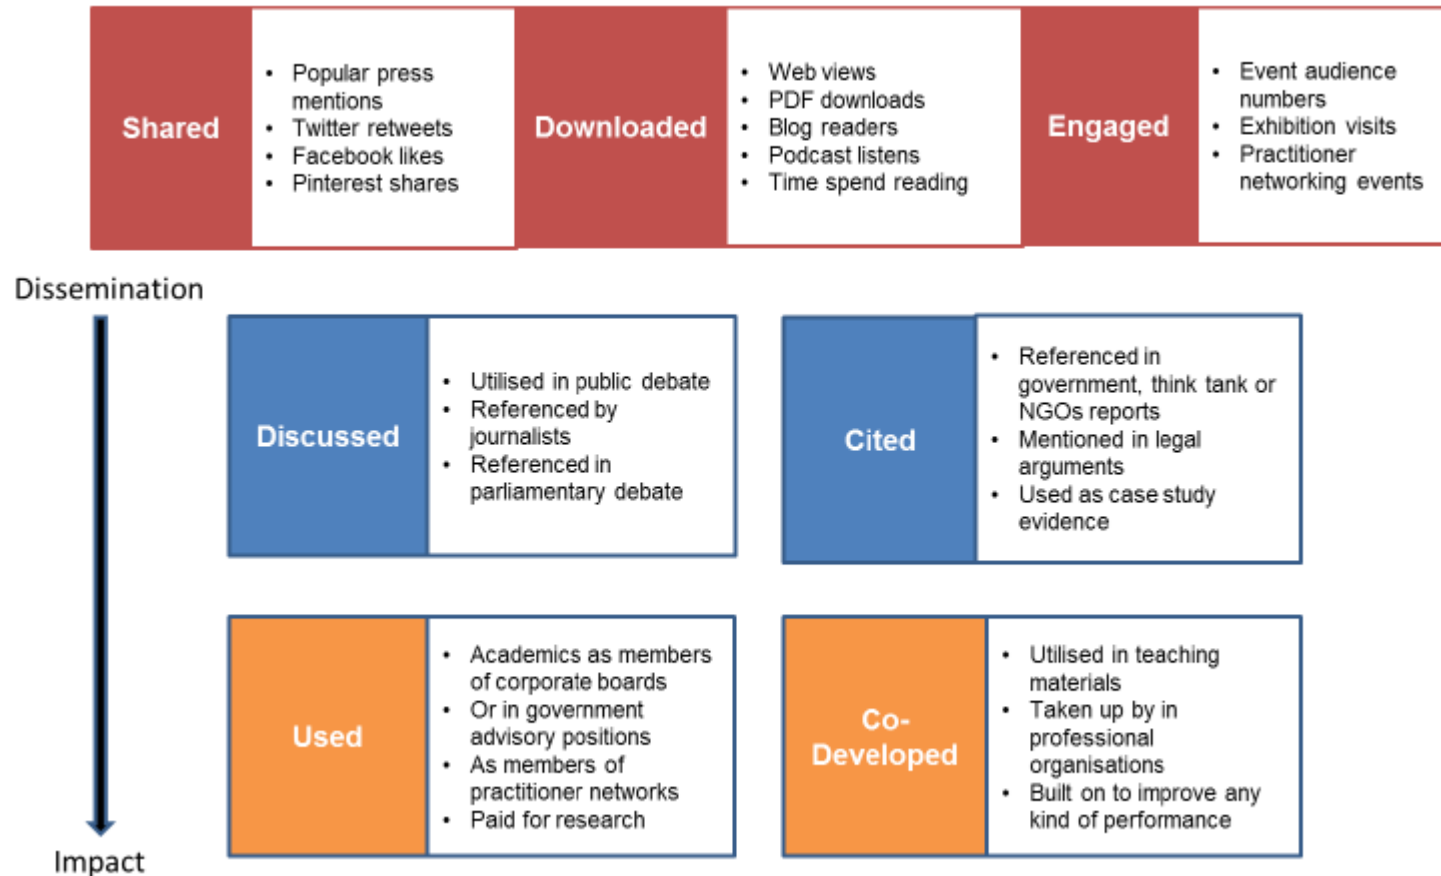 Shared
• Popular press
mentions
• Twitter retweets
• Facebook likes
• Pinterest shares
Downloaded
• Web views
• PDF downloads
• Blog readers
• Podcast listens
• Time spend reading
Engaged
• Event audience
numbers
• Exhibition visits
• Practitioner
networking events
Dissemination
Discussed
• Utilised in public debate
• Referenced by
journalists
• Referenced in
parliamentary debate
Cited
• Referenced in
government, think tank or
NGOs reports
• Mentioned in legal
arguments
• Used as case study
evidence
Used
• Academics as members
of corporate boards
• Or in government
advisory positions
• As members of
practitioner networks
• Paid for research
Co-
Developed
• Utilised in teaching
materials
• Taken up by in
professional
organisations
• Built on to improve any
kind of performance
Impact